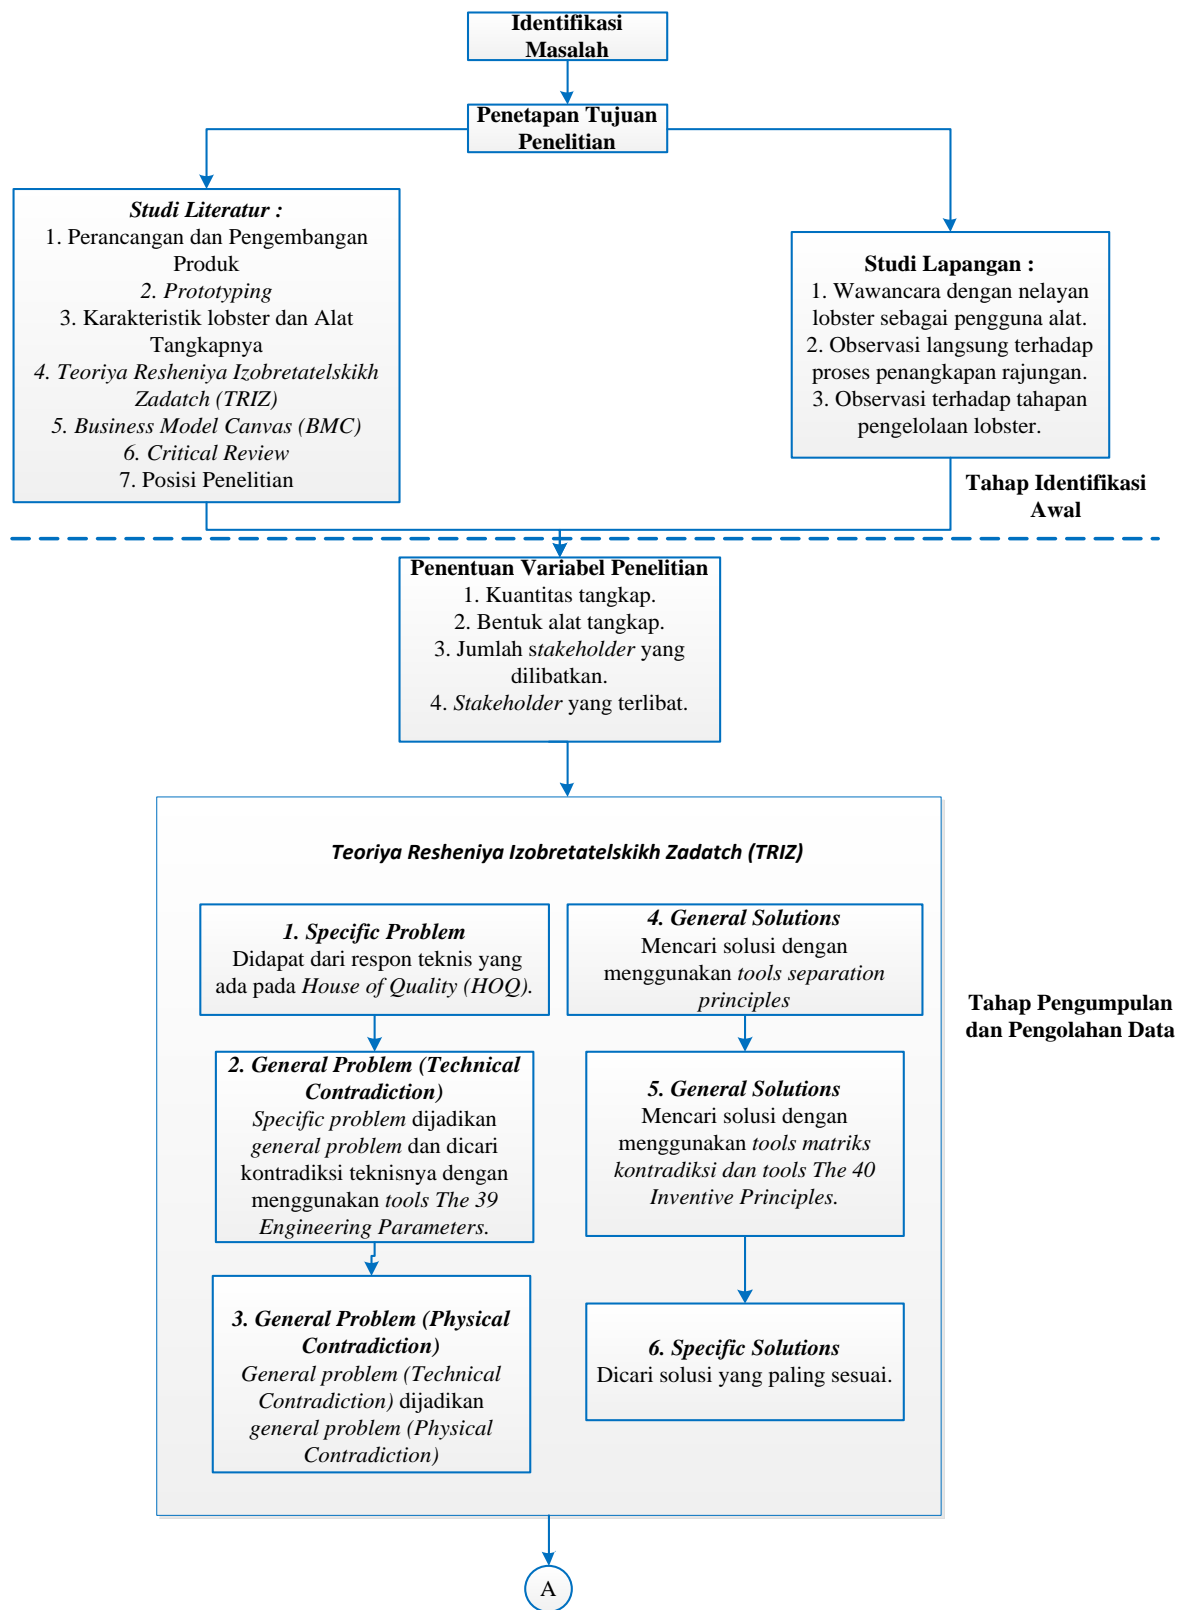 Identifikasi
Masalah
Penetapan Tujuan
Penelitian
Studi Literatur :
1. Perancangan dan Pengembangan
Produk
2. Prototyping
3. Karakteristik lobster dan Alat
Tangkapnya
4. Teoriya Resheniya Izobretatelskikh
Zadatch (TRIZ)
5. Business Model Canvas (BMC)
6. Critical Review
7. Posisi Penelitian
Studi Lapangan :
1. Wawancara dengan nelayan
lobster sebagai pengguna alat.
2. Observasi langsung terhadap
proses penangkapan rajungan.
3. Observasi terhadap tahapan
pengelolaan lobster.
Tahap Identifikasi
Awal
Penentuan Variabel Penelitian
1. Kuantitas tangkap.
2. Bentuk alat tangkap.
3. Jumlah stakeholder yang
dilibatkan.
4. Stakeholder yang terlibat.
Teoriya Resheniya Izobretatelskikh Zadatch (TRIZ)
1. Specific Problem
Didapat dari respon teknis yang
ada pada House of Quality (HOQ).
2. General Problem (Technical
Contradiction)
Specific problem dijadikan
general problem dan dicari
kontradiksi teknisnya dengan
menggunakan tools The 39
Engineering Parameters.
3. General Problem (Physical
Contradiction)
General problem (Technical
Contradiction) dijadikan
general problem (Physical
Contradiction)
4. General Solutions
Mencari solusi dengan
menggunakan tools separation
principles
5. General Solutions
Mencari solusi dengan
menggunakan tools matriks
kontradiksi dan tools The 40
Inventive Principles.
6. Specific Solutions
Dicari solusi yang paling sesuai.
Tahap Pengumpulan
dan Pengolahan Data
A